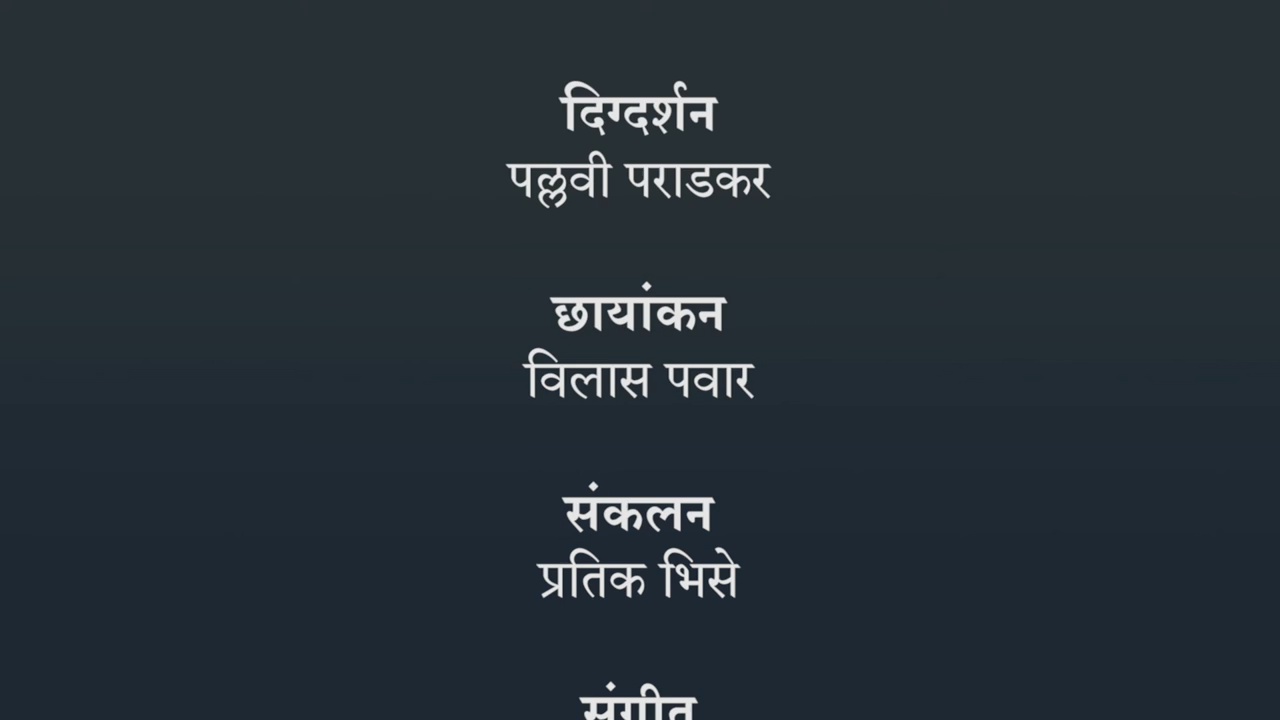 दिग्दर्शन
पल्लवी पराडकर
छायांकन
विलास पवार
संकलन
प्रतिक भिसे
संगीत